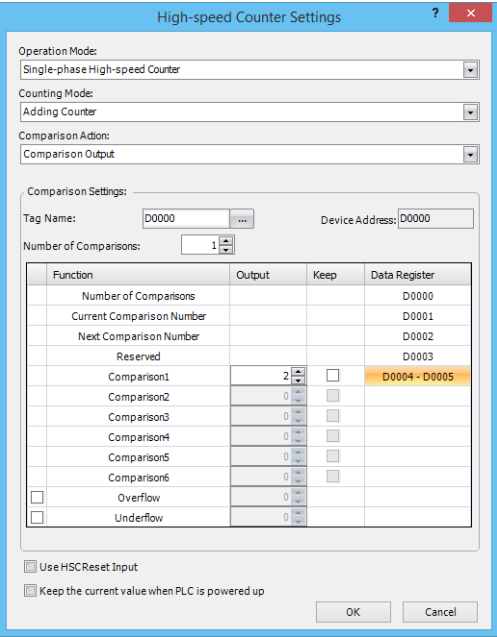 High-speed Counter Settings
?
×
Operation Mode:
Single-phase High-speed Counter
Counting Mode:
Adding Counter
Comparison Action:
Comparison Output
Comparison Settings:
Tag Name: D0000 ... Device Address: D0000
Number of Comparisons: 1
Function Output Keep Data Register
Number of Comparisons D0000
Current Comparison Number D0001
Next Comparison Number D0002
Reserved D0003
Comparison1 2 D0004 - D0005
Comparison2 0
Comparison3 0
Comparison4 0
Comparison5 0
Comparison6 0
Overflow 0
Underflow 0
Use HSCReset Input
Keep the current value when PLC is powered up
OK Cancel